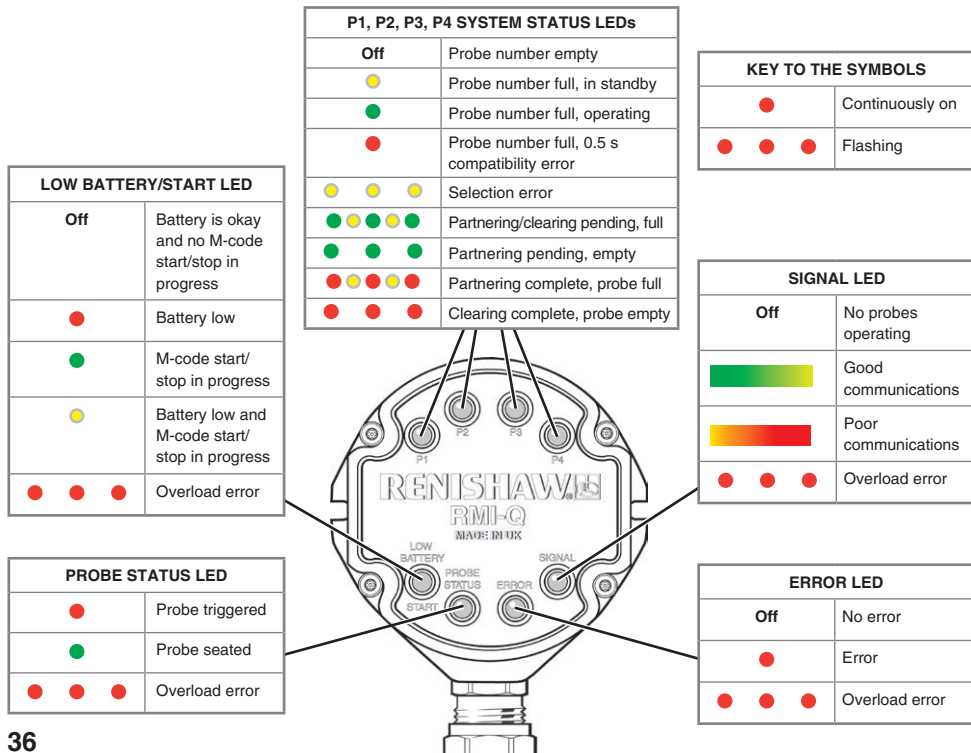 P1, P2, P3, P4 SYSTEM STATUS LEDs
Off Probe number empty
Probe number full, in standby
Probe number full, operating
Probe number full, 0.5 s
compatibility error
Selection error
Partnering/clearing pending, full
Partnering pending, empty
Partnering complete, probe full
Clearing complete, probe empty
KEY TO THE SYMBOLS
Continuously on
Flashing
LOW BATTERY/START LED
Off Battery is okay
and no M-code
start/stop in
progress
Battery low
M-code start/
stop in progress
Battery low and
M-code start/
stop in progress
Overload error
SIGNAL LED
Off No probes
operating
Good
communications
Poor
communications
Overload error
P1
P2
P3
P4
RENISHAW
RMI-Q
MADE IN UK
LOW
BATTERY
START
PROBE
STATUS
ERROR
SIGNAL
PROBE STATUS LED
Probe triggered
Probe seated
Overload error
ERROR LED
Off No error
Error
Overload error
36